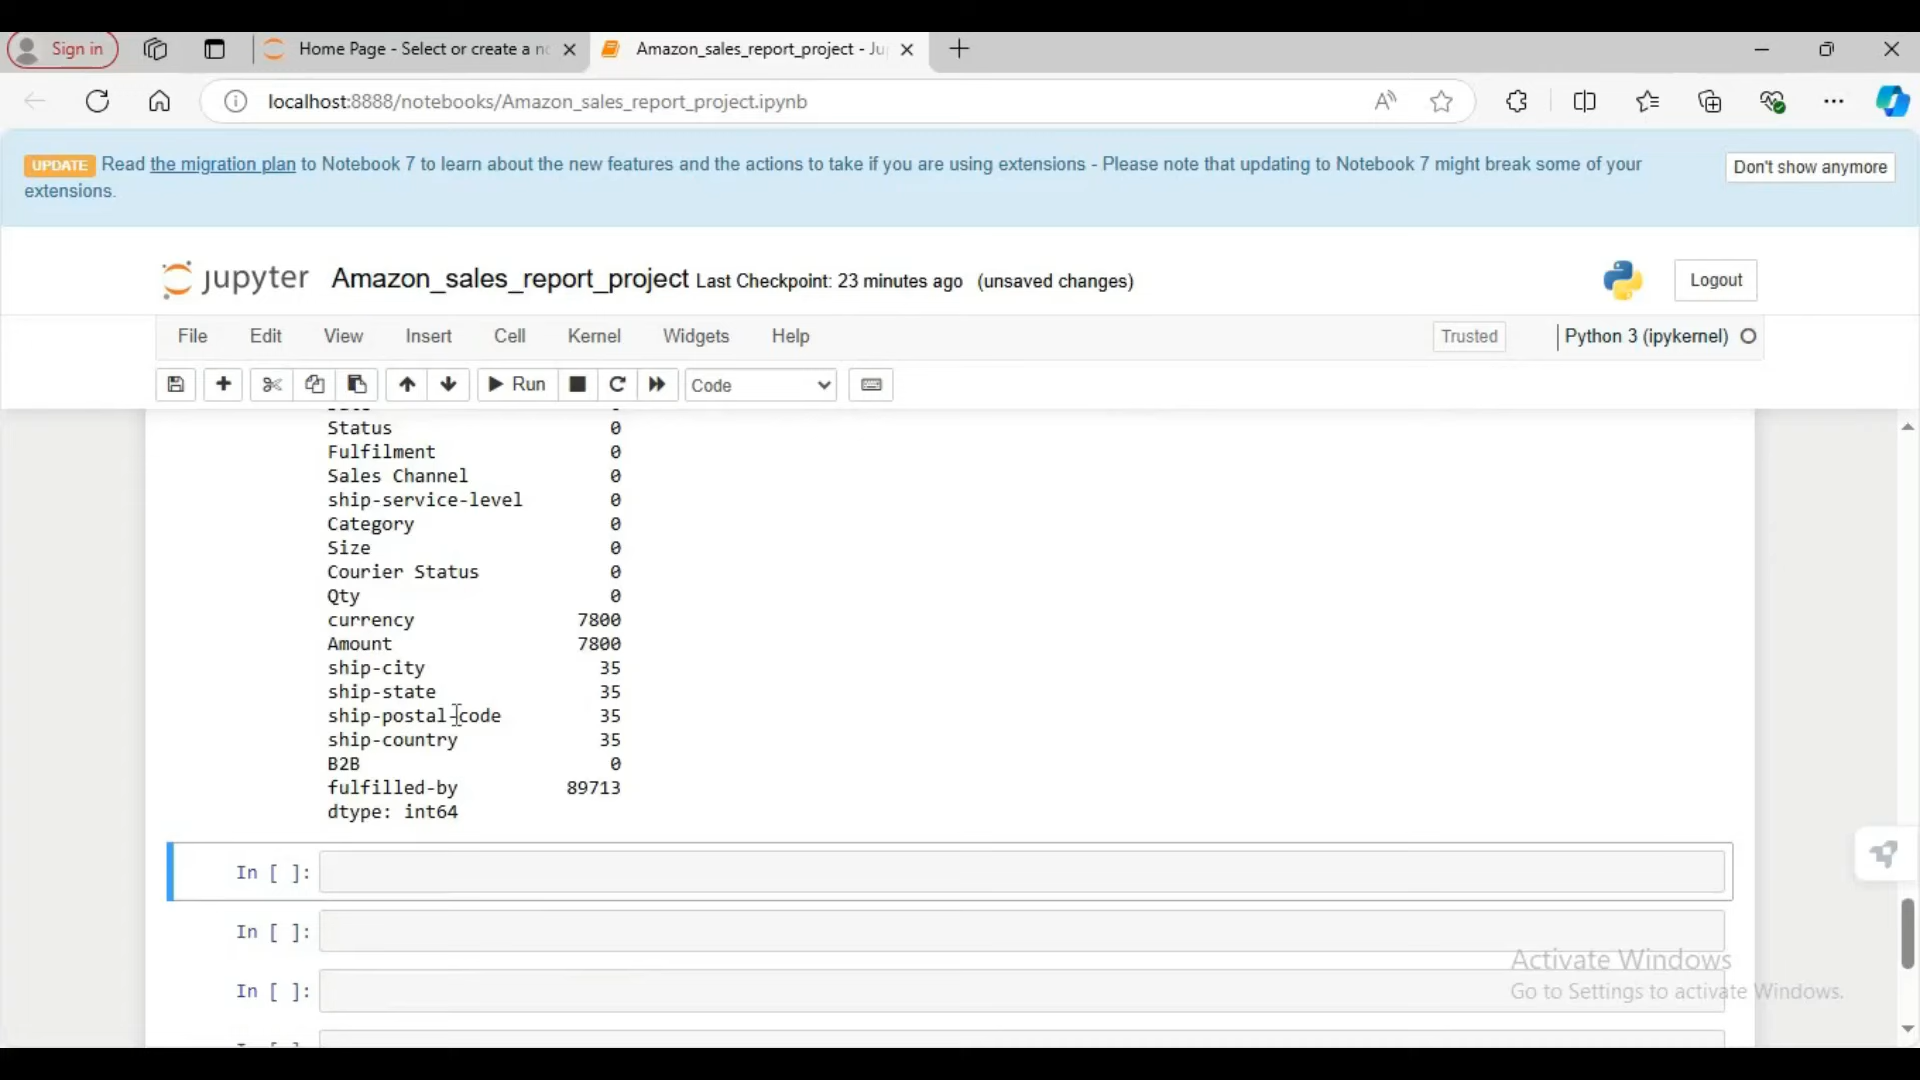 Sign in
Home Page - Select or create a n
Amazon_sales_report_project - Ju
localhost:8888/notebooks/Amazon_sales_report_project.ipynb
UPDATE Read the migration plan to Notebook 7 to learn about the new features and the actions to take if you are using extensions - Please note that updating to Notebook 7 might break some of your
extensions.
Don't show anymore
jupyter Amazon_sales_report_project Last Checkpoint: 23 minutes ago (unsaved changes)
Logout
File Edit View Insert Cell Kernel Widgets Help
Trusted
Python 3 (ipykernel)
Run
Code
Status 0
Fulfilment 0
Sales Channel 0
ship-service-level 0
Category 0
Size 0
Courier Status 0
Qty 0
currency 7800
Amount 7800
ship-city 35
ship-state 35
ship-postal-code 35
ship-country 35
B2B 0
fulfilled-by 89713
dtype: int64
In [ ]:
In [ ]:
In [ ]:
Activate Windows
Go to Settings to activate Windows.